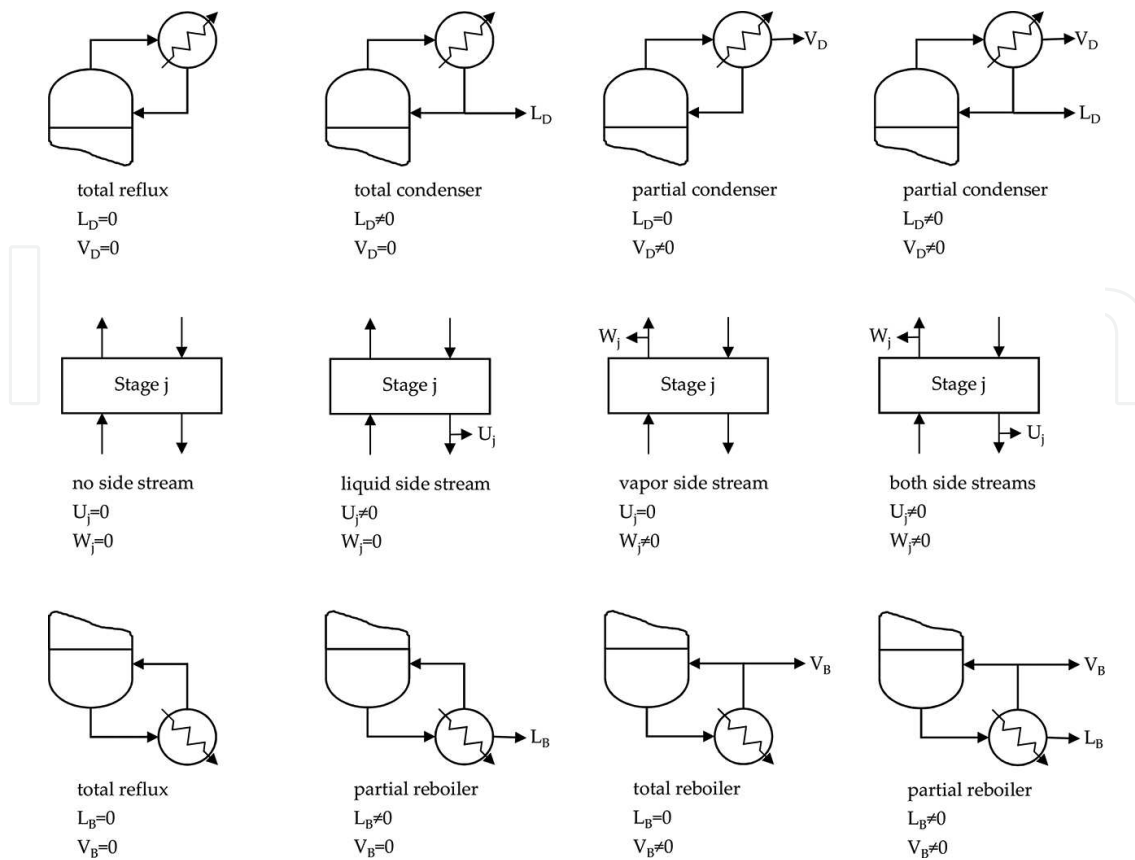 V_D
L_D
V_D
V_D
L_D
total reflux
L_D=0
V_D=0
total condenser
L_D≠0
V_D=0
partial condenser
L_D=0
V_D≠0
partial condenser
L_D≠0
V_D≠0
Stage j
Stage j
U_j
W_j
Stage j
W_j
Stage j
U_j
no side stream
U_j=0
W_j=0
liquid side stream
U_j≠0
W_j=0
vapor side stream
U_j=0
W_j≠0
both side streams
U_j≠0
W_j≠0
L_B
V_B
V_B
L_B
total reflux
L_B=0
V_B=0
partial reboiler
L_B≠0
V_B=0
total reboiler
L_B=0
V_B≠0
partial reboiler
L_B≠0
V_B≠0